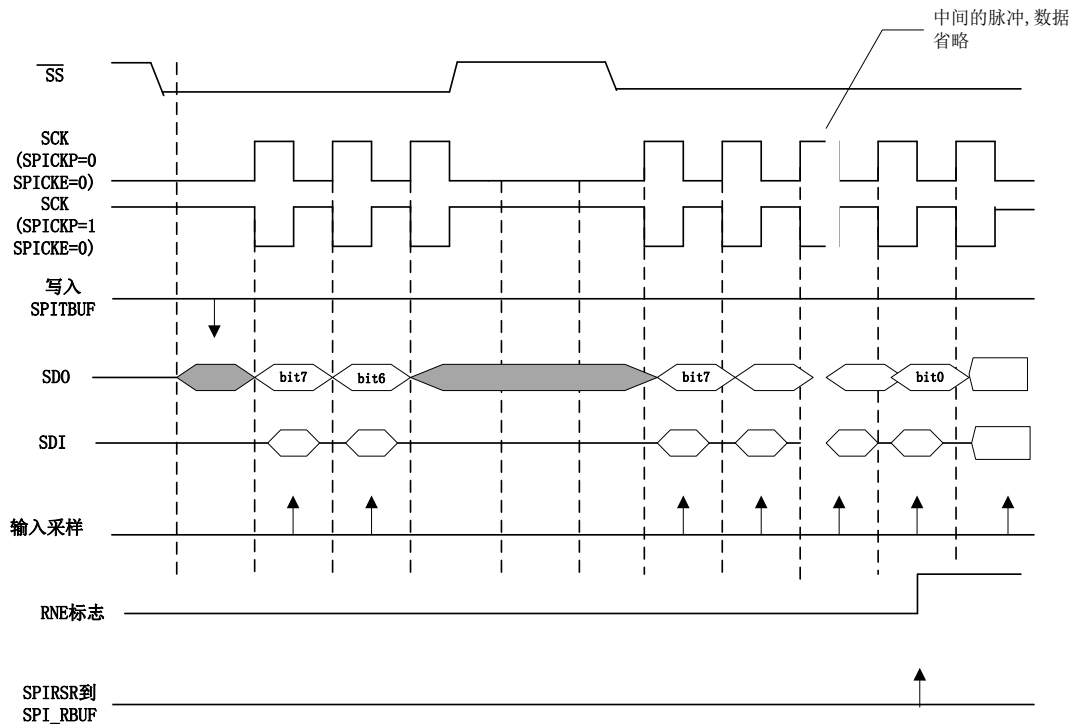 中间的脉冲,数据
省略
SS
SCK
(SPICKP=0
SPICKE=0)
SCK
(SPICKP=1
SPICKE=0)
写入
SPITBUF
SDO
bit7
bit6
bit7
bit0
SDI
输入采样
RNE标志
SPIRSR到
SPI_RBUF